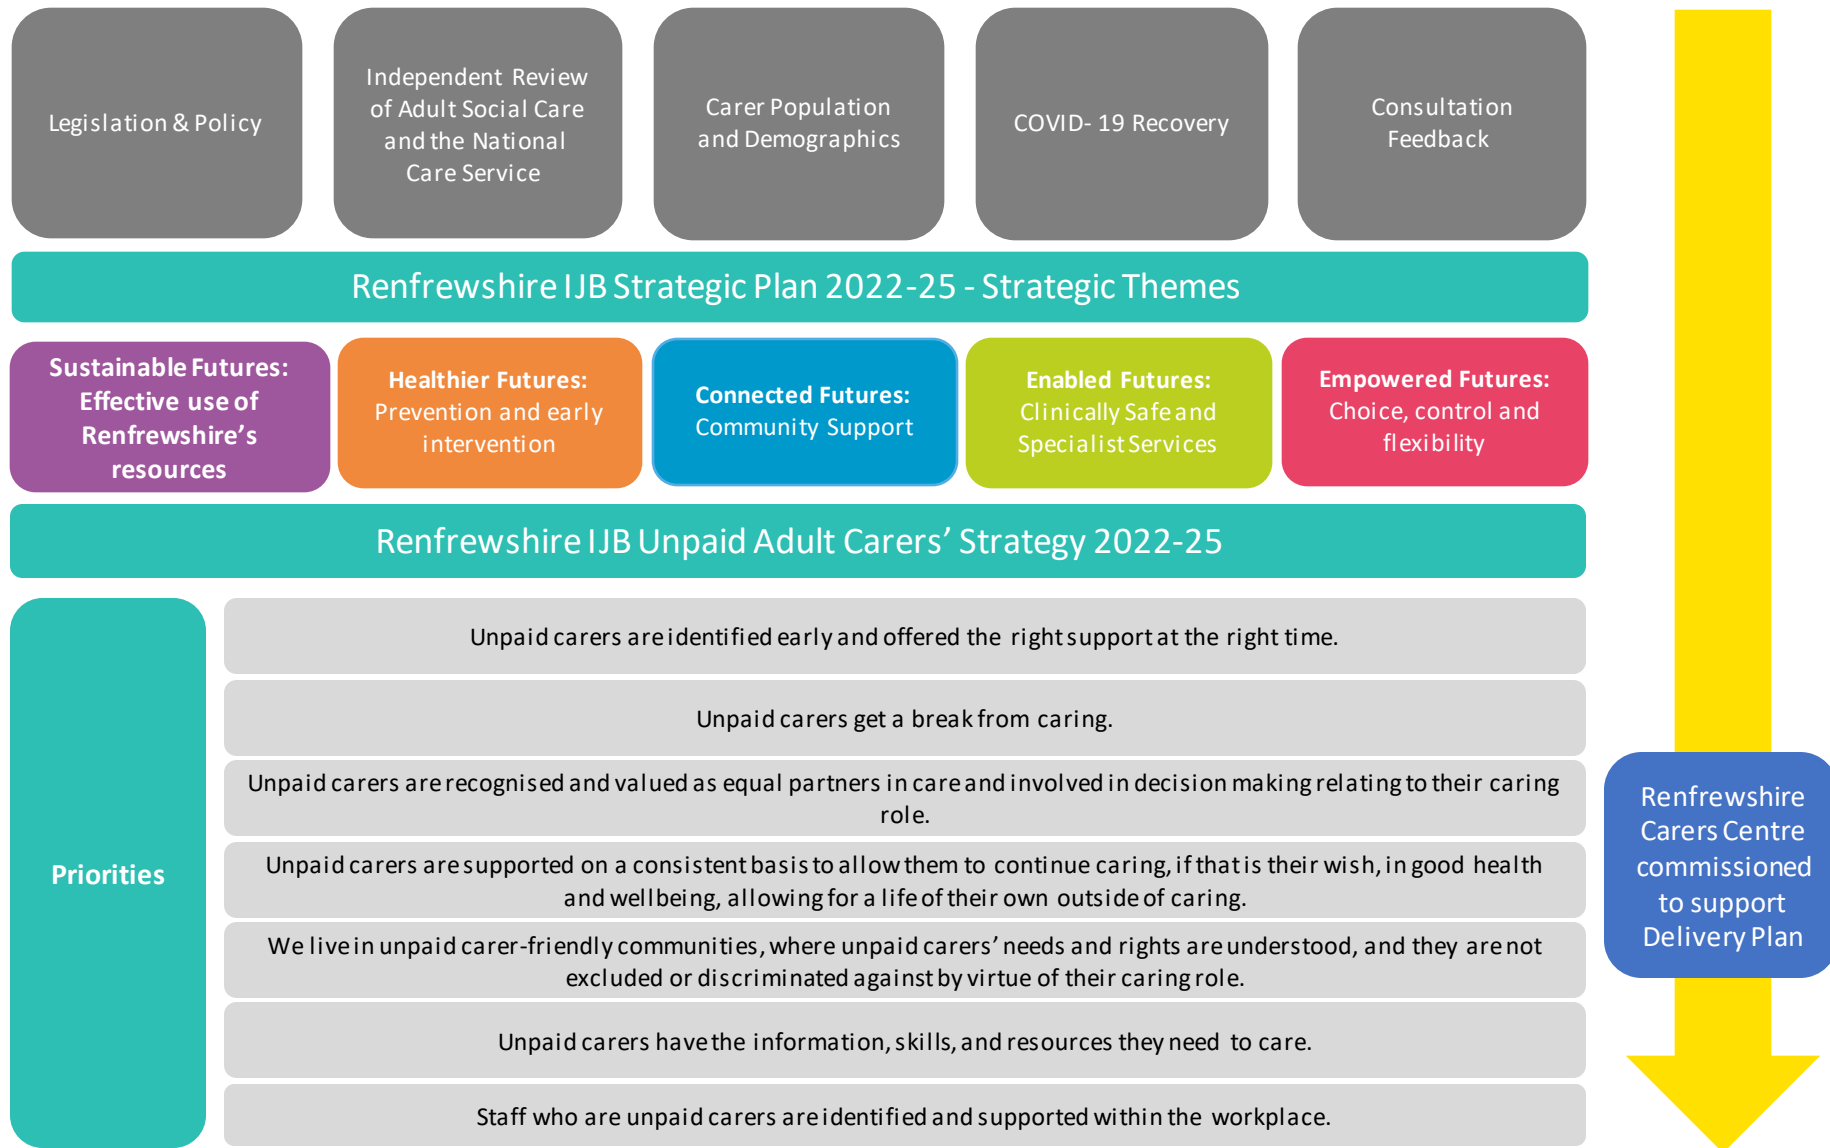 Legislation & Policy
Independent Review
of Adult Social Care
and the National
Care Service
Carer Population
and Demographics
COVID- 19 Recovery
Consultation
Feedback
Renfrewshire IJB Strategic Plan 2022-25 - Strategic Themes
Sustainable Futures:
Effective use of
Renfrewshire’s
resources
Healthier Futures:
Prevention and early
intervention
Connected Futures:
Community Support
Enabled Futures:
Clinically Safe and
Specialist Services
Empowered Futures:
Choice, control and
flexibility
Renfrewshire IJB Unpaid Adult Carers’ Strategy 2022-25
Priorities
Unpaid carers are identified early and offered the right support at the right time.
Unpaid carers get a break from caring.
Unpaid carers are recognised and valued as equal partners in care and involved in decision making relating to their caring
role.
Unpaid carers are supported on a consistent basis to allow them to continue caring, if that is their wish, in good health
and wellbeing, allowing for a life of their own outside of caring.
We live in unpaid carer-friendly communities, where unpaid carers’ needs and rights are understood, and they are not
excluded or discriminated against by virtue of their caring role.
Unpaid carers have the information, skills, and resources they need to care.
Staff who are unpaid carers are identified and supported within the workplace.
Renfrewshire
Carers Centre
commissioned
to support
Delivery Plan